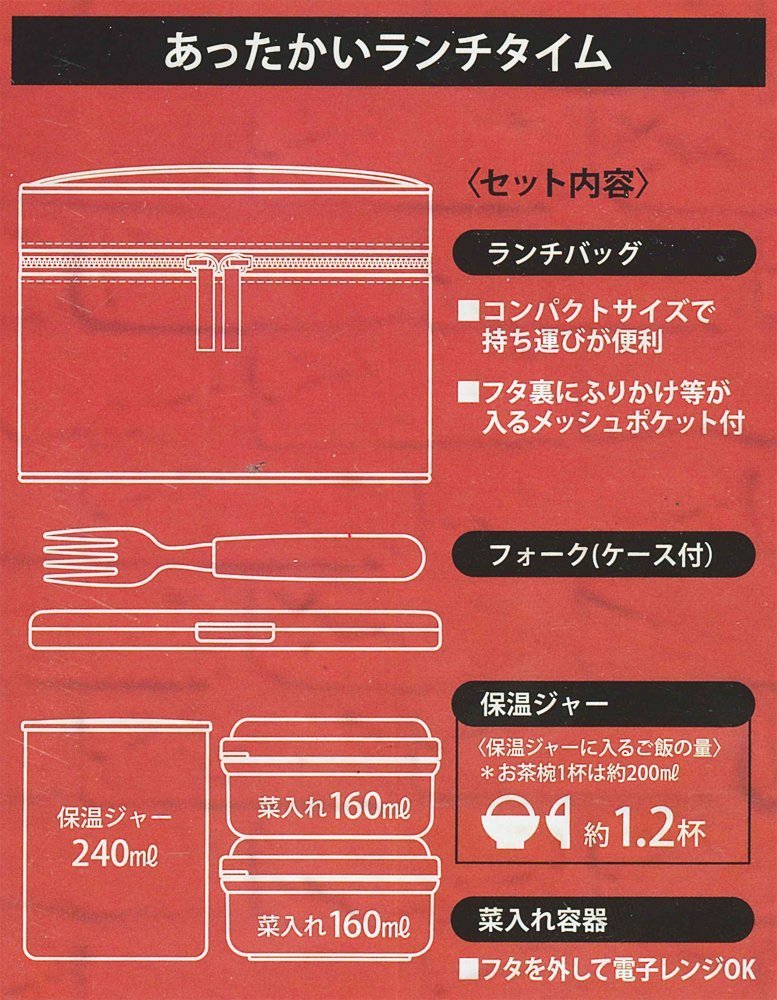 あったかいランチタイム
〈セット内容〉
ランチバッグ
■コンパクトサイズで
持ち運びが便利
■フタ裏にふりかけ等が
入るメッシュポケット付
フォーク(ケース付)
保温ジャー
〈保温ジャーに入るご飯の量〉
＊お茶碗1杯は約200㎖
約1.2杯
保温ジャー
240㎖
菜入れ160㎖
菜入れ160㎖
菜入れ容器
■フタを外して電子レンジOK